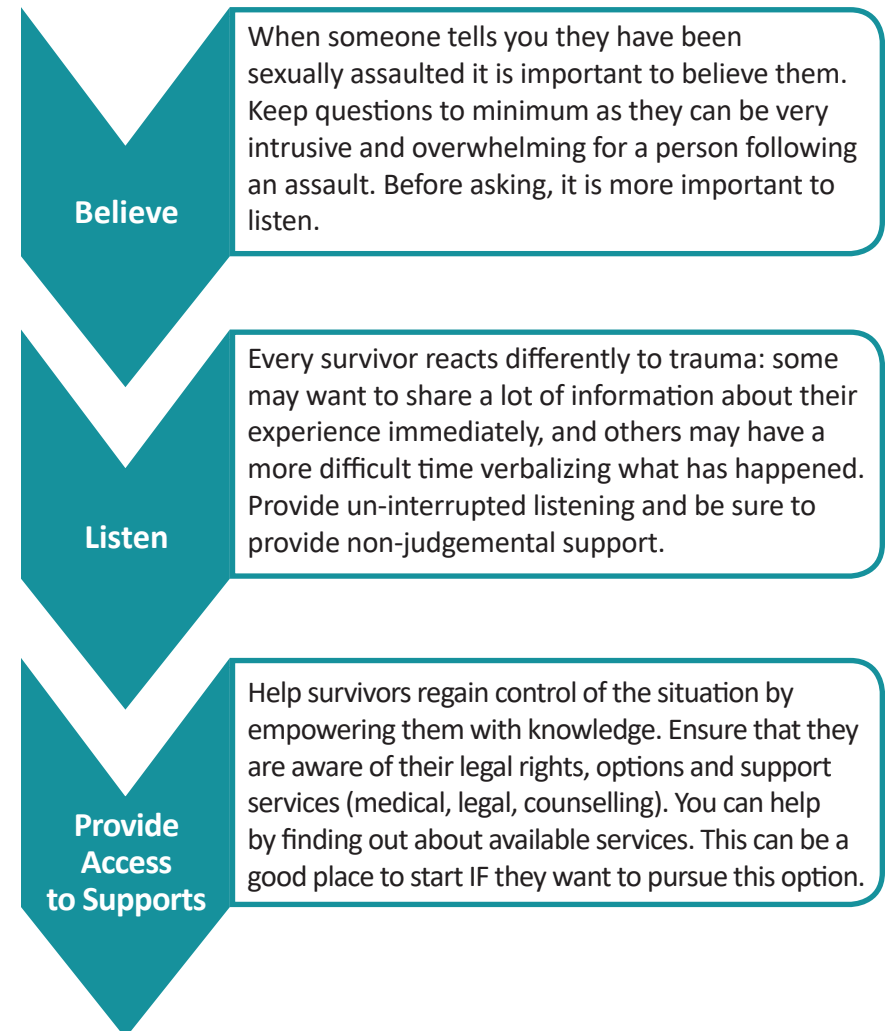 Believe
When someone tells you they have been
sexually assaulted it is important to believe them.
Keep questions to minimum as they can be very
intrusive and overwhelming for a person following
an assault. Before asking, it is more important to
listen.
Listen
Every survivor reacts differently to trauma: some
may want to share a lot of information about their
experience immediately, and others may have a
more difficult time verbalizing what has happened.
Provide un-interrupted listening and be sure to
provide non-judgemental support.
Provide
Access
to Supports
Help survivors regain control of the situation by
empowering them with knowledge. Ensure that they
are aware of their legal rights, options and support
services (medical, legal, counselling). You can help
by finding out about available services. This can be a
good place to start IF they want to pursue this option.